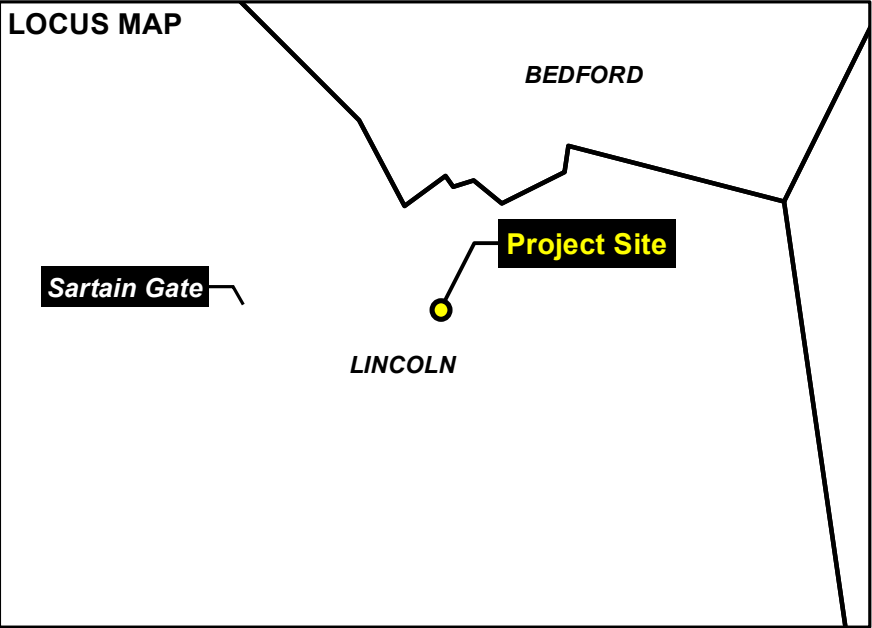 LOCUS MAP
BEDFORD
Project Site
Sartain Gate
LINCOLN